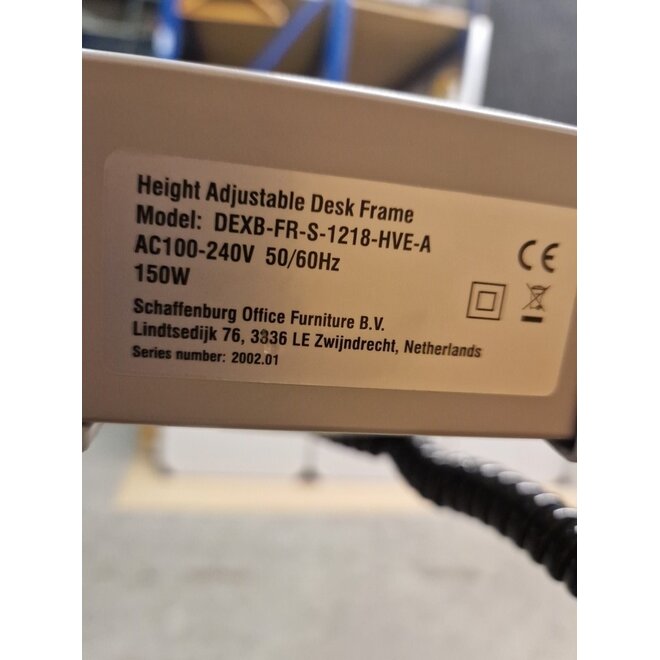 Height Adjustable Desk Frame
Model: DEXB-FR-S-1218-HVE-A
AC100-240V 50/60Hz
150W
CE
Schaffenburg Office Furniture B.V.
Lindtsedijk 76, 3336 LE Zwijndrecht, Netherlands
Series number: 2002.01